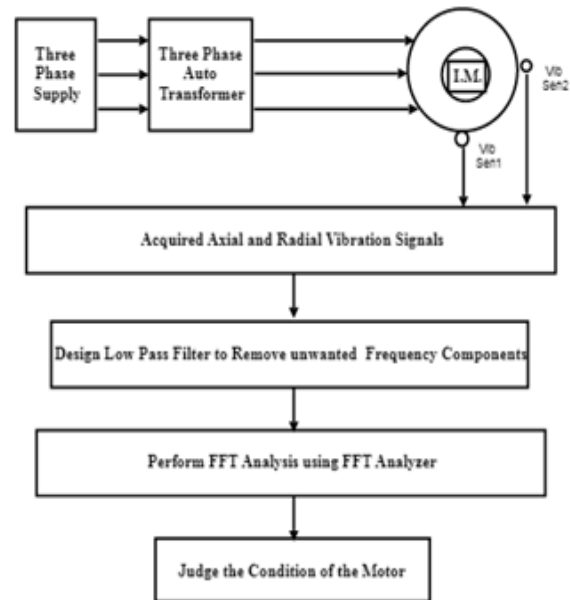 Three
Phase
Supply
Three Phase
Auto
Transformer
I.M.
Vib
Sen2
Vib
Sen1
Acquired Axial and Radial Vibration Signals
Design Low Pass Filter to Remove unwanted Frequency Components
Perform FFT Analysis using FFT Analyzer
Judge the Condition of the Motor